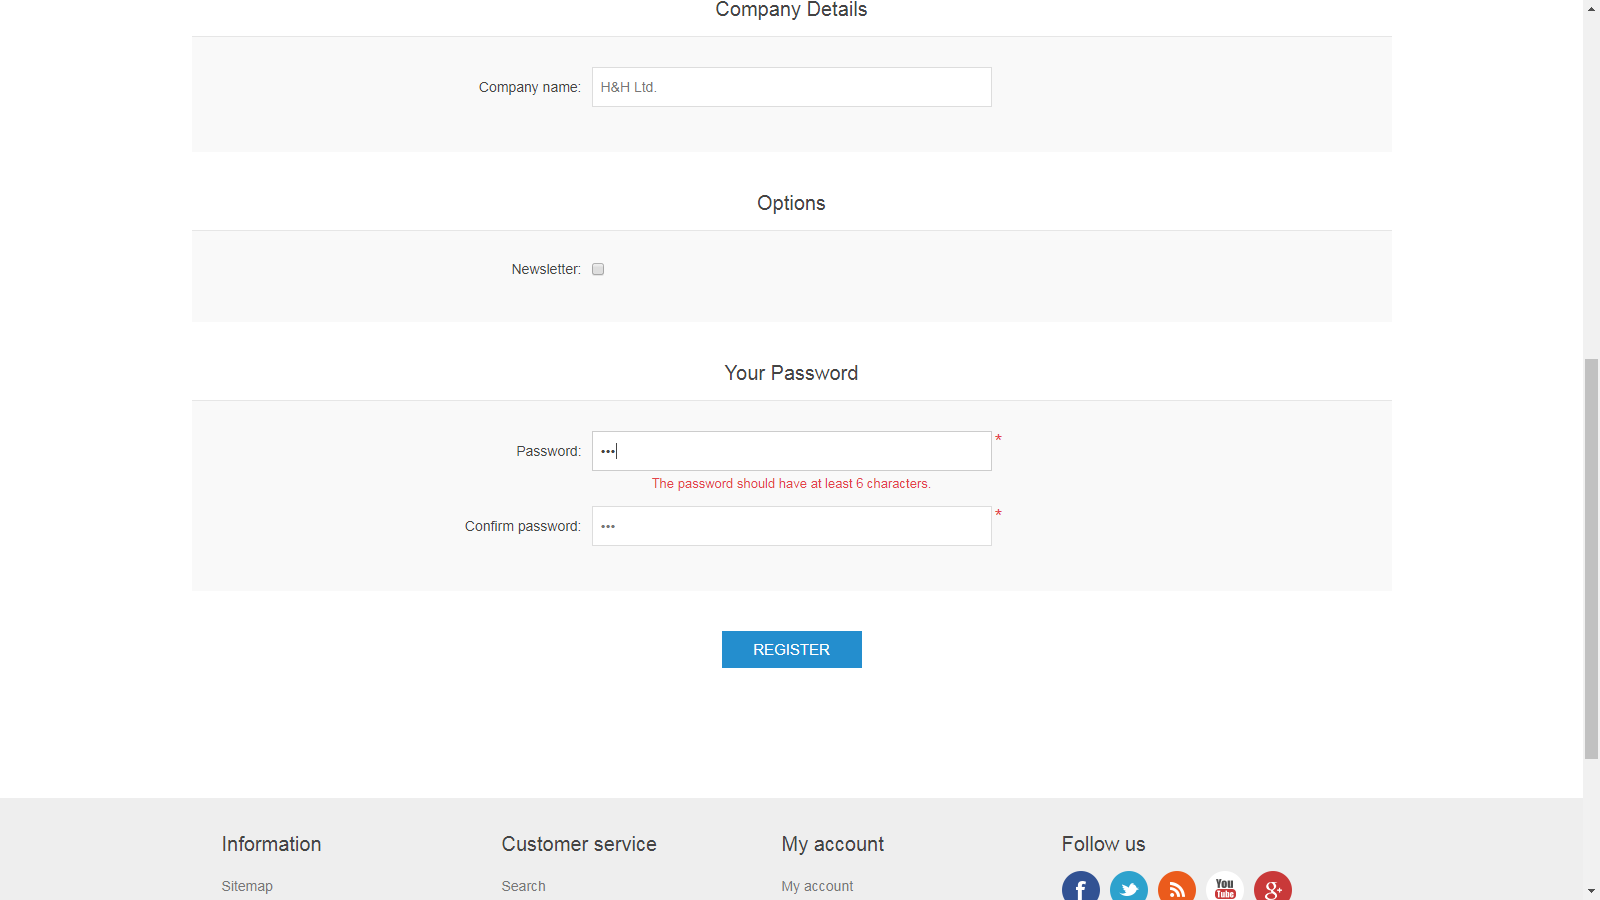 Company Details
Company name: H&H Ltd.
Options
Newsletter:
Your Password
Password: ••• *
The password should have at least 6 characters.
Confirm password: ••• *
REGISTER
Information Customer service My account Follow us
Sitemap Search My account
f You Tube g+